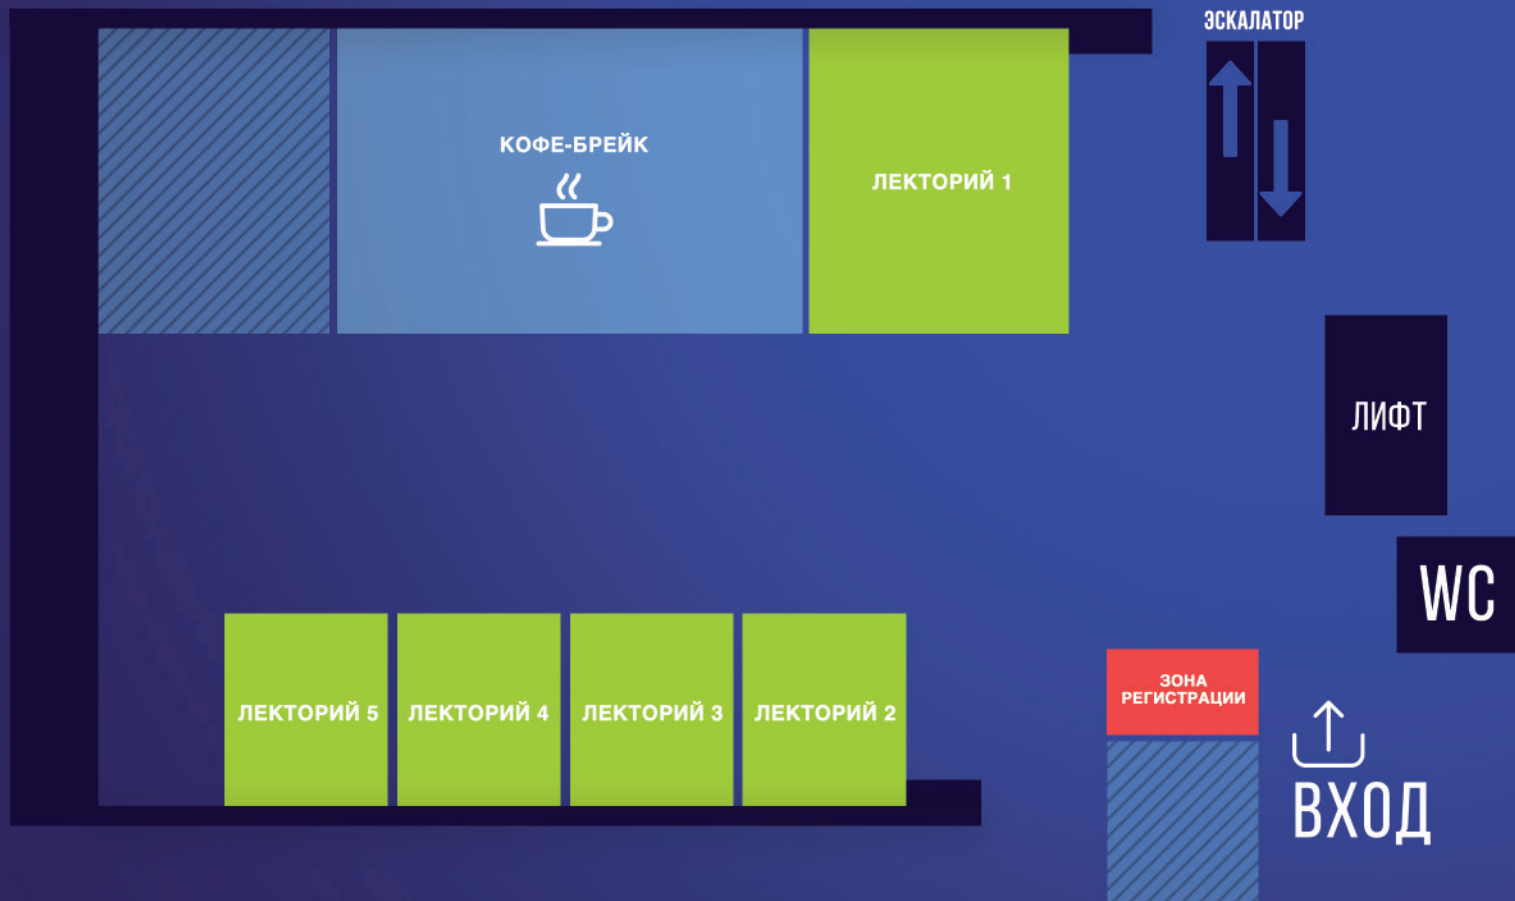 ЭСКАЛАТОР
КОФЕ-БРЕЙК
ЛЕКТОРИЙ 1
ЛИФТ
WC
ЛЕКТОРИЙ 5
ЛЕКТОРИЙ 4
ЛЕКТОРИЙ 3
ЛЕКТОРИЙ 2
ЗОНА
РЕГИСТРАЦИИ
ВХОД